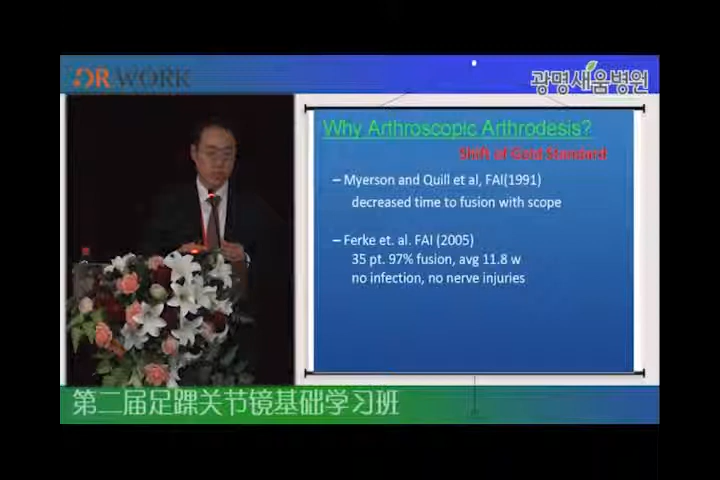 DR.WORK
광명새움병원
Why Arthroscopic Arthrodesis?
Shift of Gold Standard
– Myerson and Quill et al, FAI(1991)
decreased time to fusion with scope
– Ferke et. al. FAI (2005)
35 pt. 97% fusion, avg 11.8 w
no infection, no nerve injuries
第二届足踝关节镜基础学习班